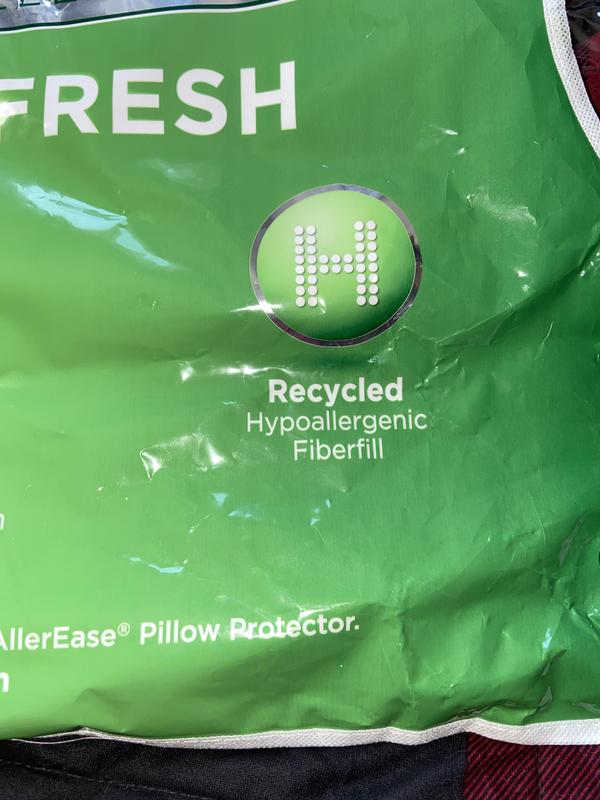 FRESH
H
Recycled
Hypoallergenic
Fiberfill
AllerEase® Pillow Protector.